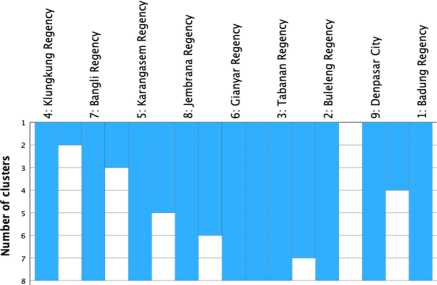 4: Klungkung Regency
7: Bangli Regency
5: Karangasem Regency
8: Jembrana Regency
6: Gianyar Regency
3: Tabanan Regency
2: Buleleng Regency
9: Denpasar City
1: Badung Regency
Number of clusters
1
2
3
4
5
6
7
8